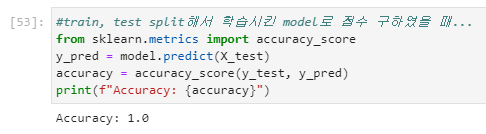 [53]: #train, test split해서 학습시킨 model로 점수 구하였을 때...
from sklearn.metrics import accuracy_score
y_pred = model.predict(X_test)
accuracy = accuracy_score(y_test, y_pred)
print(f"Accuracy: {accuracy}")
Accuracy: 1.0